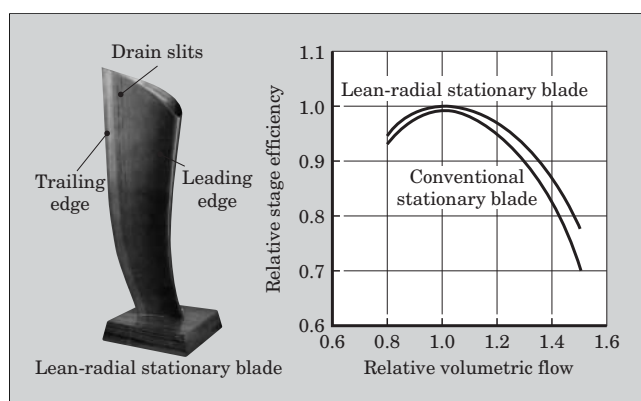 Drain slits
Trailing
edge
Leading
edge
Lean-radial stationary blade
1.1
1.0
0.9
0.8
0.7
0.6
Relative stage efficiency
Lean-radial stationary blade
Conventional
stationary blade
0.6 0.8 1.0 1.2 1.4 1.6
Relative volumetric flow